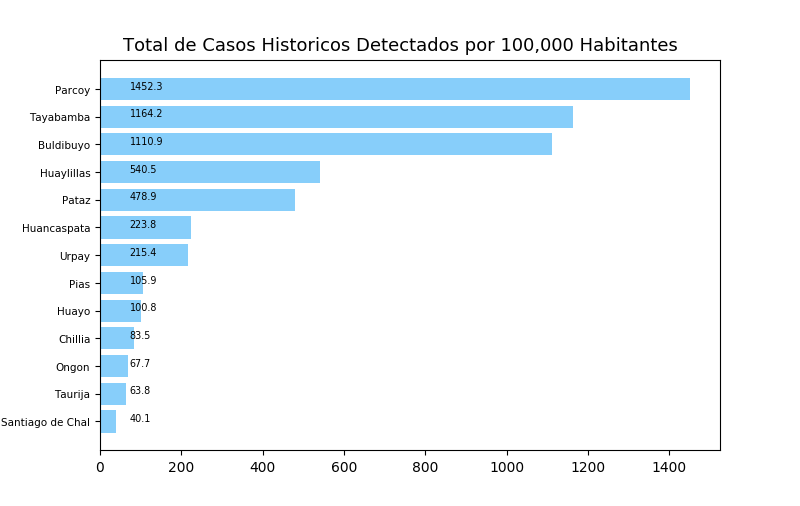 Total de Casos Historicos Detectados por 100,000 Habitantes
Parcoy 1452.3
Tayabamba 1164.2
Buldibuyo 1110.9
Huaylillas 540.5
Pataz 478.9
Huancaspata 223.8
Urpay 215.4
Pias 105.9
Huayo 100.8
Chillia 83.5
Ongon 67.7
Taurija 63.8
Santiago de Chal 40.1
0 200 400 600 800 1000 1200 1400